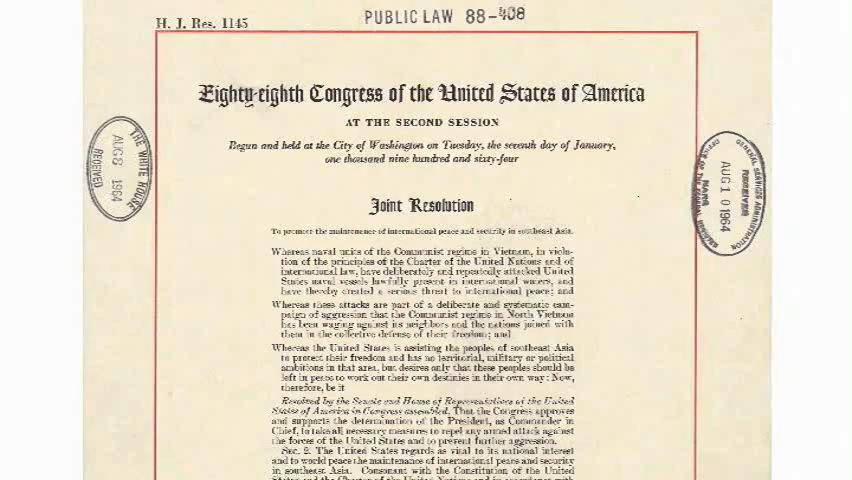 H. J. Res. 1145
PUBLIC LAW 88-408
Eighty-eighth Congress of the United States of America
AT THE SECOND SESSION
Begun and held at the City of Washington on Tuesday, the seventh day of January,
one thousand nine hundred and sixty-four
THE WHITE HOUSE
AUG 8 1964
RECEIVED
GENERAL SERVICES ADMINISTRATION
RECEIVED
AUG 10 1964
NARS
Joint Resolution
To promote the maintenance of international peace and security in southeast Asia.
Whereas naval units of the Communist regime in Vietnam, in viola-
tion of the principles of the Charter of the United Nations and of
international law, have deliberately and repeatedly attacked United
States naval vessels lawfully present in international waters, and
have thereby created a serious threat to international peace; and
Whereas these attacks are part of a deliberate and systematic cam-
paign of aggression that the Communist regime in North Vietnam
has been waging against its neighbors and the nations joined with
them in the collective defense of their freedom; and
Whereas the United States is assisting the peoples of southeast Asia
to protect their freedom and has no territorial, military or political
ambitions in that area, but desires only that these peoples should be
left in peace to work out their own destinies in their own way: Now,
therefore, be it
Resolved by the Senate and House of Representatives of the United
States of America in Congress assembled, That the Congress approves
and supports the determination of the President, as Commander in
Chief, to take all necessary measures to repel any armed attack against
the forces of the United States and to prevent further aggression.
Sec. 2. The United States regards as vital to its national interest
and to world peace the maintenance of international peace and security
in southeast Asia. Consonant with the Constitution of the United
States and the Charter of the United Nations and in accordance with